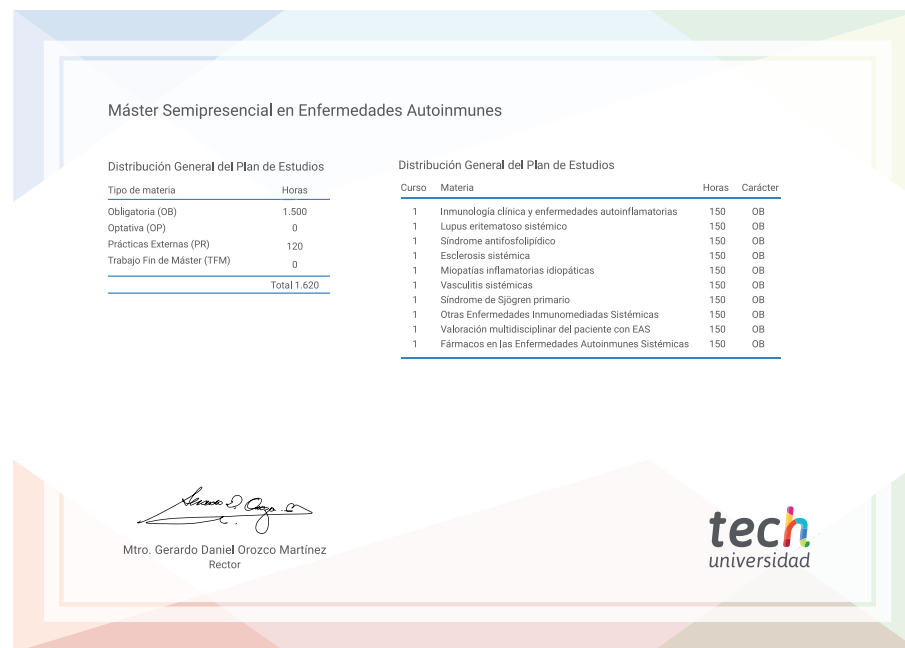 Máster Semipresencial en Enfermedades Autoinmunes
Distribución General del Plan de Estudios
Tipo de materia Horas
Obligatoria (OB) 1.500
Optativa (OP) 0
Prácticas Externas (PR) 120
Trabajo Fin de Máster (TFM) 0
Total 1.620
Distribución General del Plan de Estudios
Curso Materia Horas Carácter
1 Inmunología clínica y enfermedades autoinflamatorias 150 OB
1 Lupus eritematoso sistémico 150 OB
1 Síndrome antifosfolipídico 150 OB
1 Esclerosis sistémica 150 OB
1 Miopatías inflamatorias idiopáticas 150 OB
1 Vasculitis sistémicas 150 OB
1 Síndrome de Sjögren primario 150 OB
1 Otras Enfermedades Inmunomediadas Sistémicas 150 OB
1 Valoración multidisciplinar del paciente con EAS 150 OB
1 Fármacos en las Enfermedades Autoinmunes Sistémicas 150 OB
Mtro. Gerardo Daniel Orozco Martínez
Rector
tech
universidad